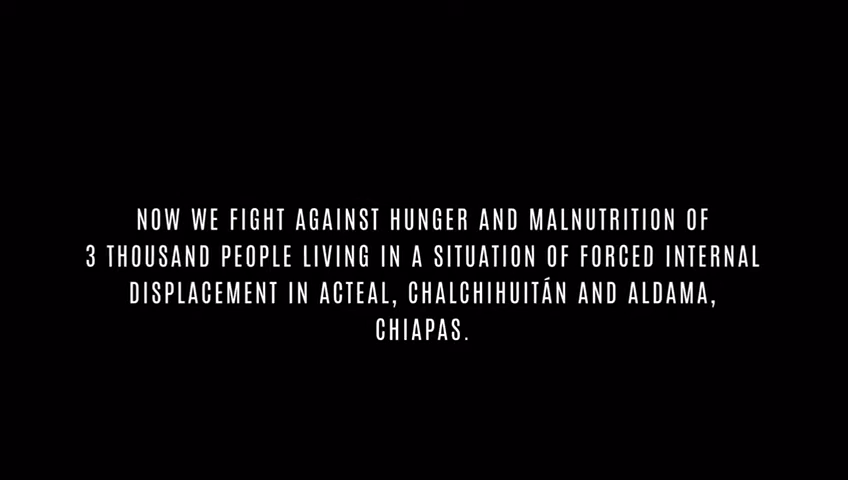 NOW WE FIGHT AGAINST HUNGER AND MALNUTRITION OF
3 THOUSAND PEOPLE LIVING IN A SITUATION OF FORCED INTERNAL
DISPLACEMENT IN ACTEAL, CHALCHIHUITÁN AND ALDAMA,
CHIAPAS.